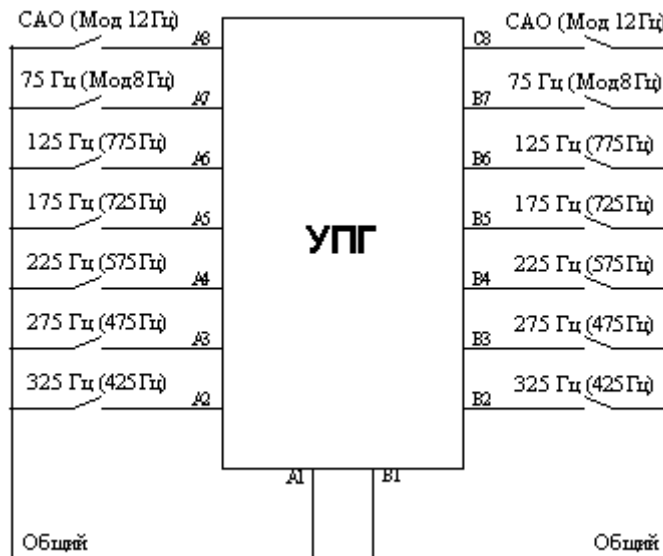 САО (Мод 12Гц) А8 С8 САО (Мод 12Гц)
75 Гц (Мод8Гц) А7 В7 75 Гц (Мод8Гц)
125 Гц (775Гц) А6 В6 125 Гц (775Гц)
175 Гц (725Гц) А5 В5 175 Гц (725Гц)
УПГ
225 Гц (575Гц) А4 В4 225 Гц (575Гц)
275 Гц (475Гц) А3 В3 275 Гц (475Гц)
325 Гц (425Гц) А2 В2 325 Гц (425Гц)
А1 В1
Общий Общий